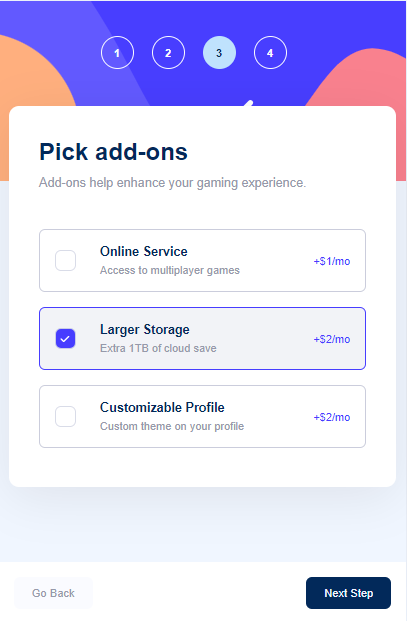 1 2 3 4
Pick add-ons
Add-ons help enhance your gaming experience.
Online Service
Access to multiplayer games
+$1/mo
Larger Storage
Extra 1TB of cloud save
+$2/mo
Customizable Profile
Custom theme on your profile
+$2/mo
Go Back
Next Step